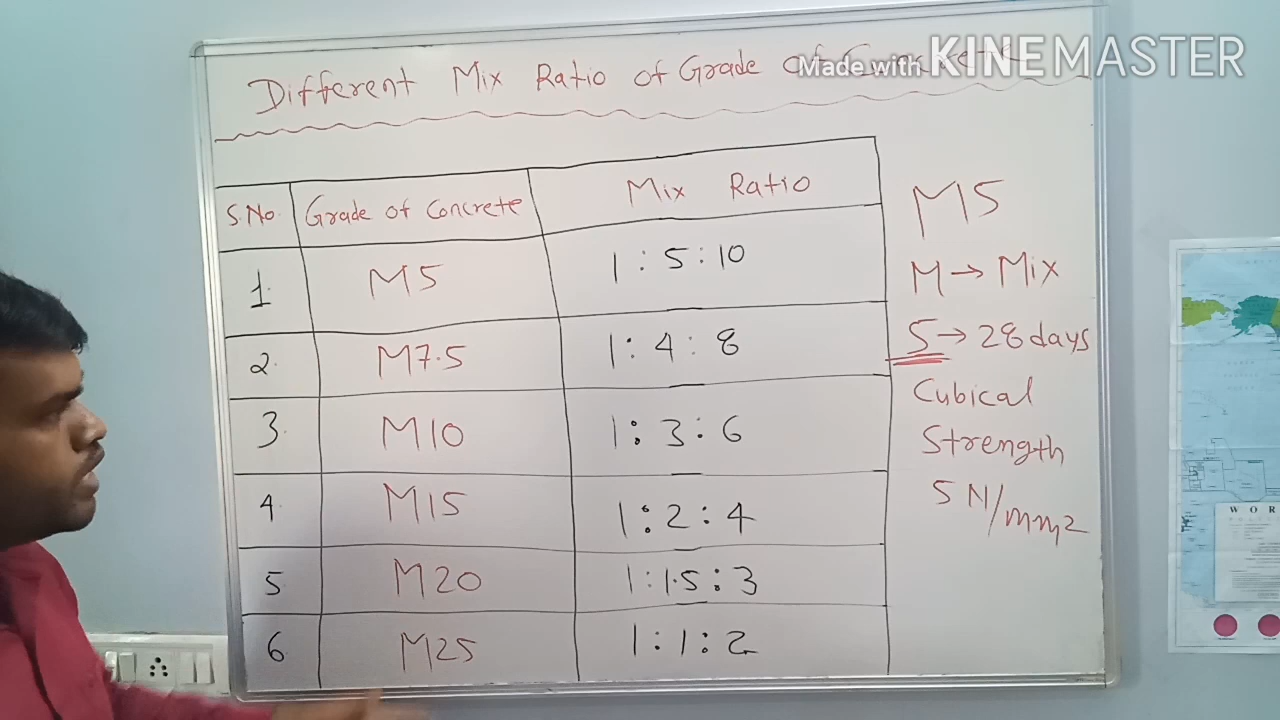 Different Mix Ratio of Grade of Concrete
Made with KINEMASTER
S.No. Grade of Concrete Mix Ratio
1. M5 1 : 5 : 10
2. M7.5 1 : 4 : 8
3. M10 1 : 3 : 6
4. M15 1 : 2 : 4
5. M20 1 : 1.5 : 3
6 M25 1 : 1 : 2
M5
M → Mix
5 → 28 days
Cubical
Strength
5 N/mm2
WOR